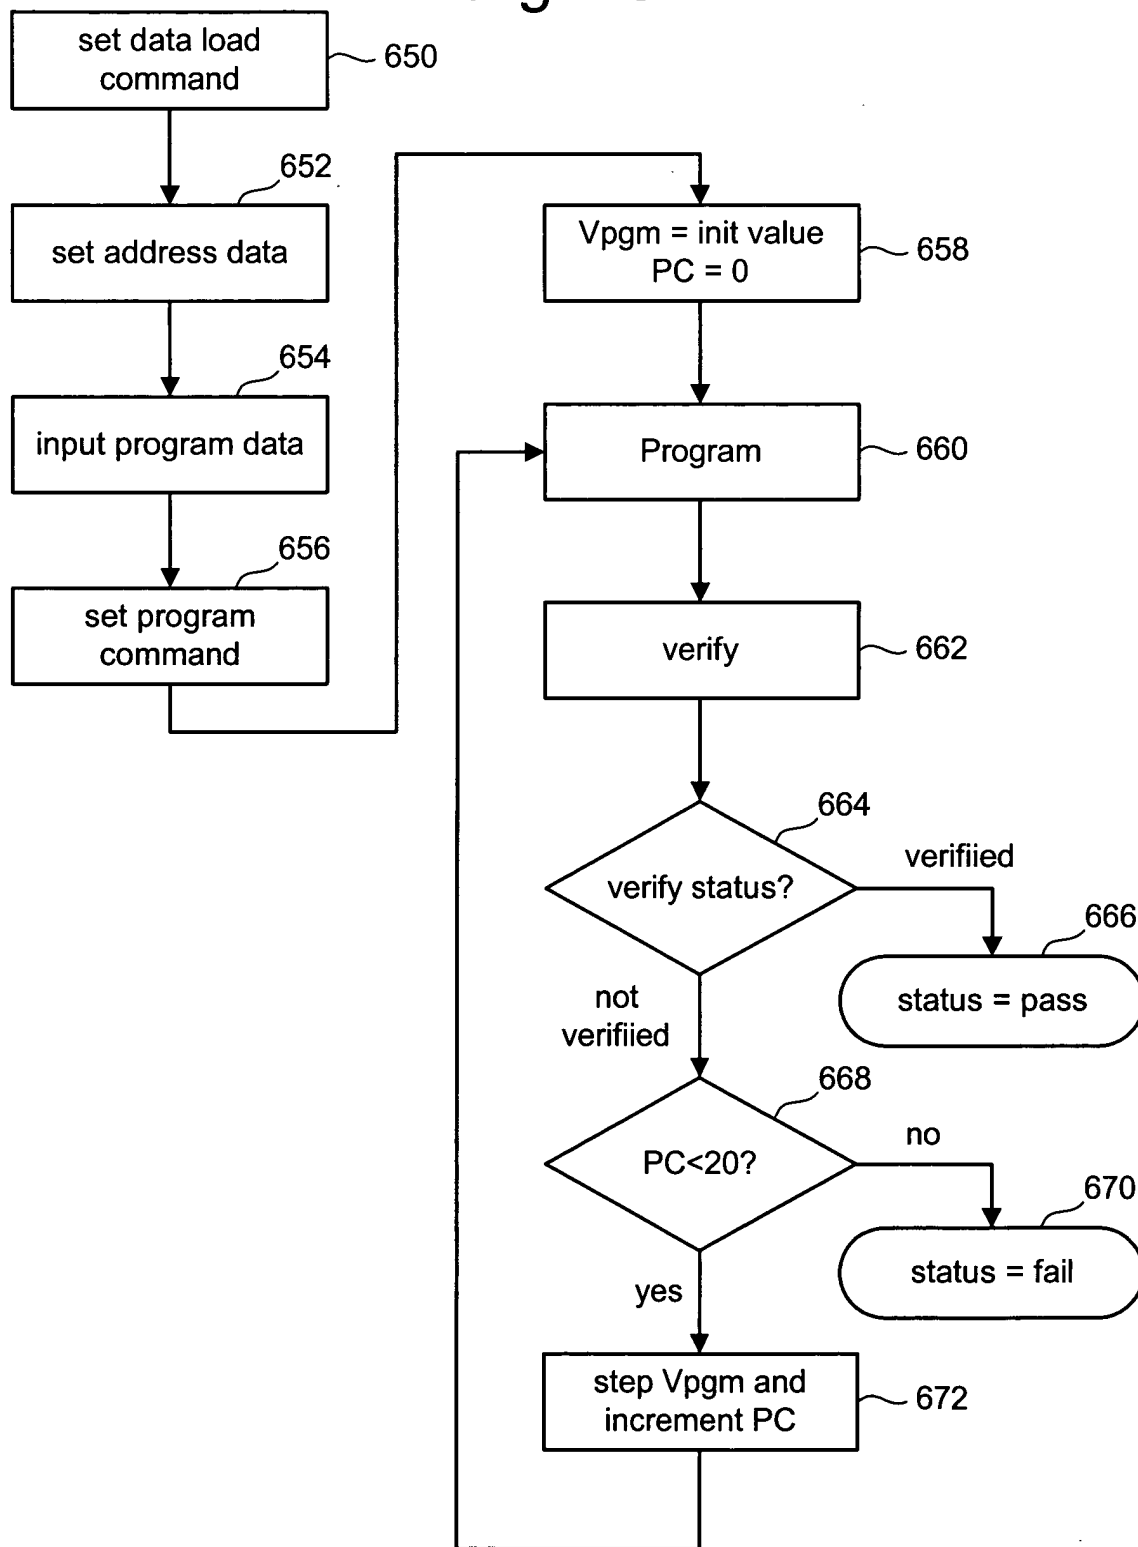 set data load
command
650
652
set address data
654
input program data
656
set program
command
Vpgm = init value
PC = 0
658
Program
660
verify
662
664
verify status?
verifiied
666
status = pass
not
verifiied
668
PC<20?
no
670
status = fail
yes
step Vpgm and
increment PC
672